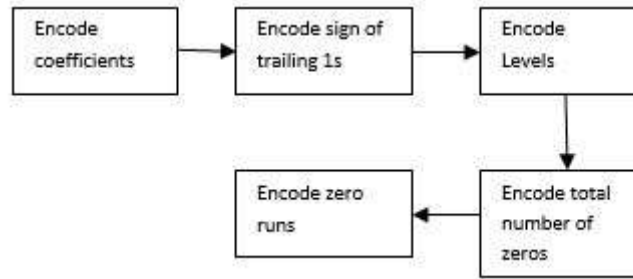 Encode
coefficients
Encode sign of
trailing 1s
Encode
Levels
Encode total
number of
zeros
Encode zero
runs